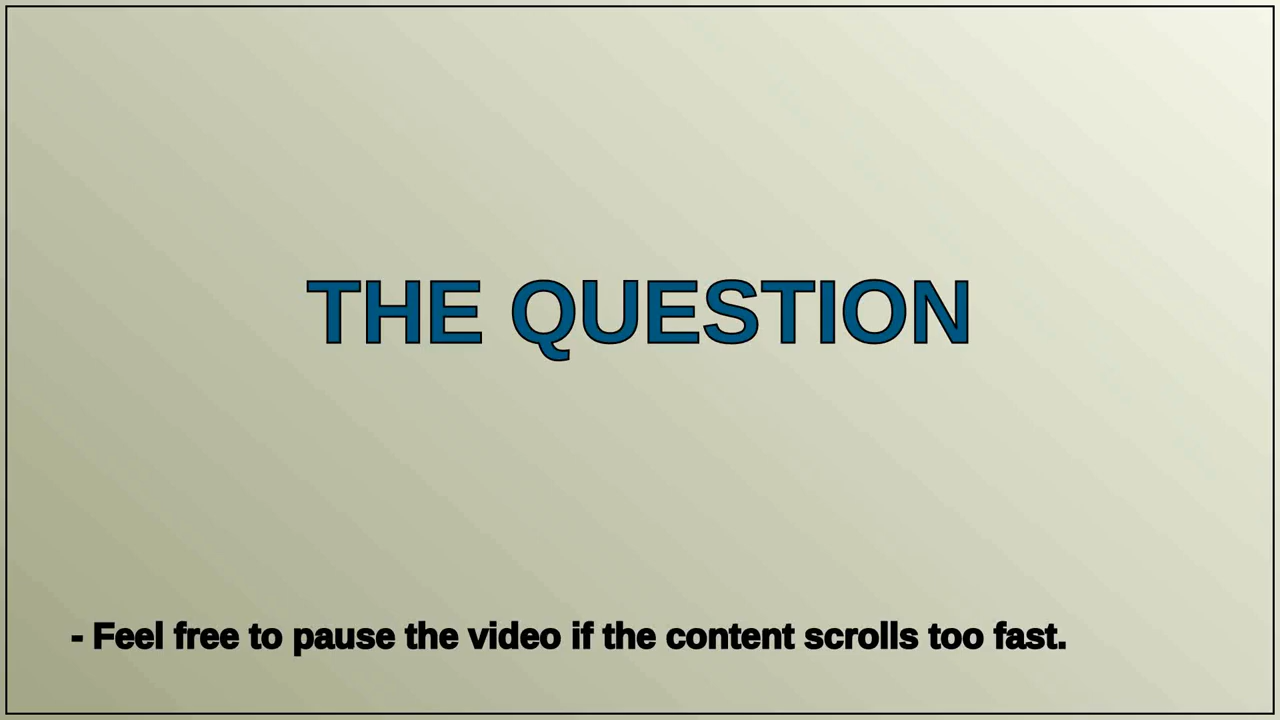 THE QUESTION
- Feel free to pause the video if the content scrolls too fast.